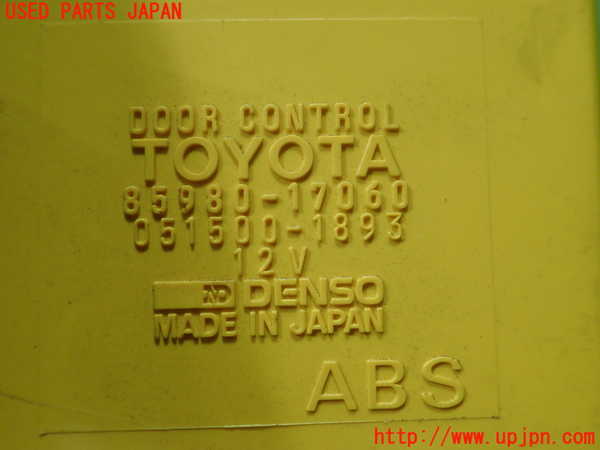 USED PARTS JAPAN
DOOR CONTROL
TOYOTA
85980-17060
051500-1893
12V
ND DENSO
MADE IN JAPAN
ABS
http://www.upjpn.com/